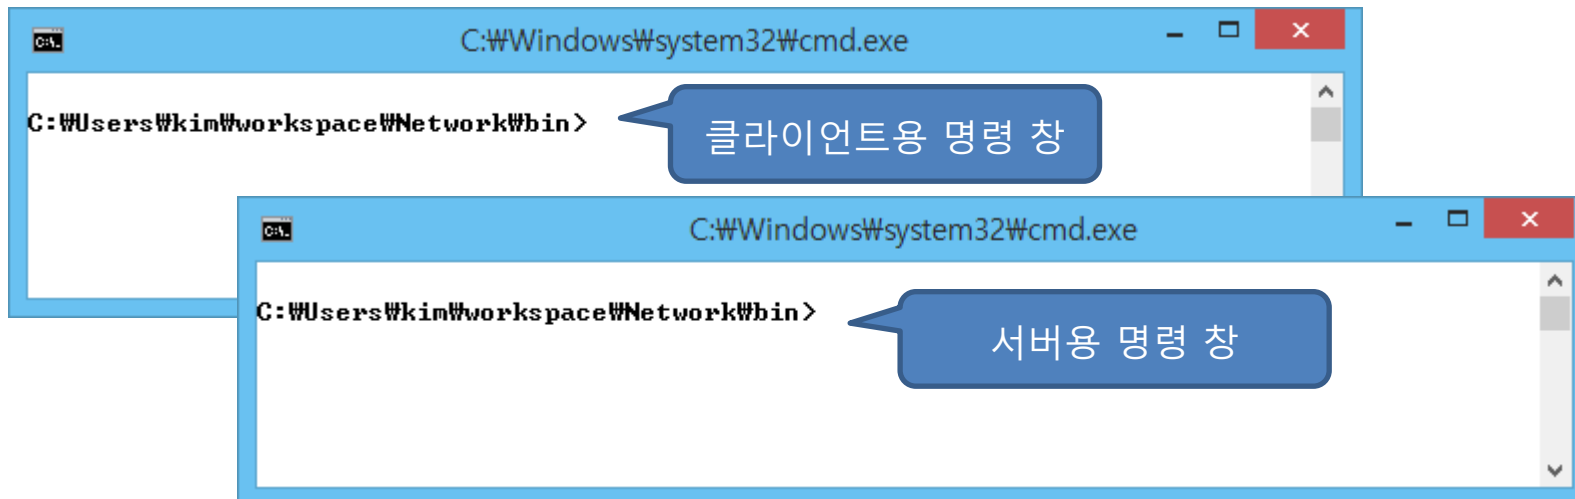 C:\Windows\system32\cmd.exe
C:\Users\kim\workspace\Network\bin>
클라이언트용 명령 창
C:\Windows\system32\cmd.exe
C:\Users\kim\workspace\Network\bin>
서버용 명령 창